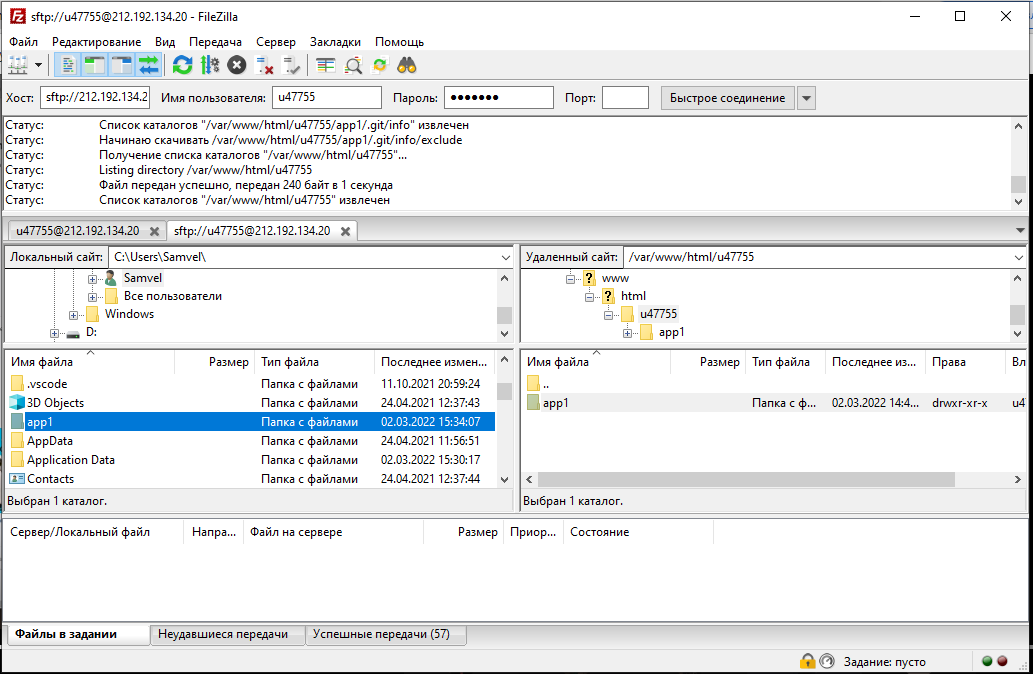 sftp://u47755@212.192.134.20 - FileZilla
Файл Редактирование Вид Передача Сервер Закладки Помощь
Хост: sftp://212.192.134.2 Имя пользователя: u47755 Пароль: ●●●●●●● Порт: Быстрое соединение
Статус: Список каталогов "/var/www/html/u47755/app1/.git/info" извлечен
Статус: Начинаю скачивать /var/www/html/u47755/app1/.git/info/exclude
Статус: Получение списка каталогов "/var/www/html/u47755"...
Статус: Listing directory /var/www/html/u47755
Статус: Файл передан успешно, передан 240 байт в 1 секунда
Статус: Список каталогов "/var/www/html/u47755" извлечен
u47755@212.192.134.20 sftp://u47755@212.192.134.20
Локальный сайт: C:\Users\Samvel\
Samvel
Все пользователи
Windows
D:
Удаленный сайт: /var/www/html/u47755
? www
? html
u47755
app1
Имя файла Размер Тип файла Последнее измен...
.vscode Папка с файлами 11.10.2021 20:59:24
3D Objects Папка с файлами 24.04.2021 12:37:43
app1 Папка с файлами 02.03.2022 15:34:07
AppData Папка с файлами 24.04.2021 11:56:51
Application Data Папка с файлами 02.03.2022 15:30:17
Contacts Папка с файлами 24.04.2021 12:37:44
Выбран 1 каталог.
Имя файла Размер Тип файла Последнее из... Права Вл
..
app1 Папка с ф... 02.03.2022 14:4... drwxr-xr-x u4
Выбран 1 каталог.
Сервер/Локальный файл Напра... Файл на сервере Размер Приор... Состояние
Файлы в задании Неудавшиеся передачи Успешные передачи (57)
Задание: пусто